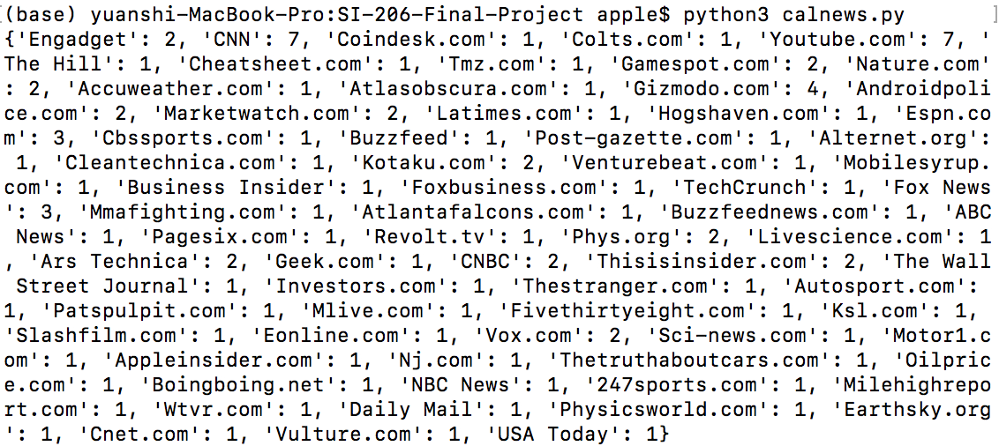 (base) yuanshi-MacBook-Pro:SI-206-Final-Project apple$ python3 calnews.py
{'Engadget': 2, 'CNN': 7, 'Coindesk.com': 1, 'Colts.com': 1, 'Youtube.com': 7, '
The Hill': 1, 'Cheatsheet.com': 1, 'Tmz.com': 1, 'Gamespot.com': 2, 'Nature.com'
: 2, 'Accuweather.com': 1, 'Atlasobscura.com': 1, 'Gizmodo.com': 4, 'Androidpoli
ce.com': 2, 'Marketwatch.com': 2, 'Latimes.com': 1, 'Hogshaven.com': 1, 'Espn.co
m': 3, 'Cbssports.com': 1, 'Buzzfeed': 1, 'Post-gazette.com': 1, 'Alternet.org':
 1, 'Cleantechnica.com': 1, 'Kotaku.com': 2, 'Venturebeat.com': 1, 'Mobilesyrup.
com': 1, 'Business Insider': 1, 'Foxbusiness.com': 1, 'TechCrunch': 1, 'Fox News
': 3, 'Mmafighting.com': 1, 'Atlantafalcons.com': 1, 'Buzzfeednews.com': 1, 'ABC
 News': 1, 'Pagesix.com': 1, 'Revolt.tv': 1, 'Phys.org': 2, 'Livescience.com': 1
, 'Ars Technica': 2, 'Geek.com': 1, 'CNBC': 2, 'Thisisinsider.com': 2, 'The Wall
 Street Journal': 1, 'Investors.com': 1, 'Thestranger.com': 1, 'Autosport.com':
1, 'Patspulpit.com': 1, 'Mlive.com': 1, 'Fivethirtyeight.com': 1, 'Ksl.com': 1,
'Slashfilm.com': 1, 'Eonline.com': 1, 'Vox.com': 2, 'Sci-news.com': 1, 'Motor1.c
om': 1, 'Appleinsider.com': 1, 'Nj.com': 1, 'Thetruthaboutcars.com': 1, 'Oilpric
e.com': 1, 'Boingboing.net': 1, 'NBC News': 1, '247sports.com': 1, 'Milehighrepo
rt.com': 1, 'Wtvr.com': 1, 'Daily Mail': 1, 'Physicsworld.com': 1, 'Earthsky.org
': 1, 'Cnet.com': 1, 'Vulture.com': 1, 'USA Today': 1}